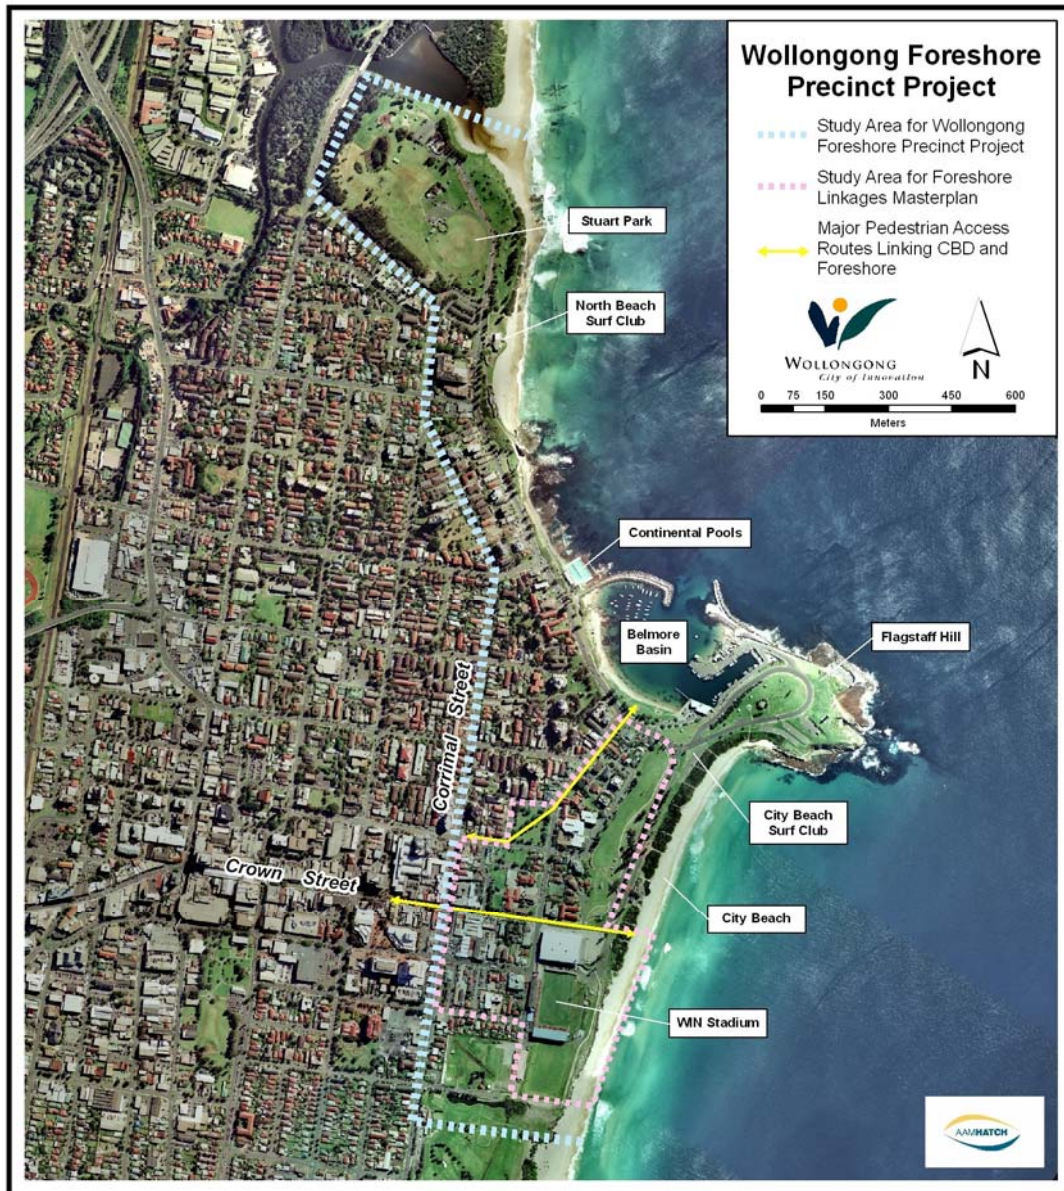 Wollongong Foreshore
Precinct Project
Study Area for Wollongong
Foreshore Precinct Project
Study Area for Foreshore
Linkages Masterplan
Major Pedestrian Access
Routes Linking CBD and
Foreshore
WOLLONGONG
City of Innovation
N
0 75 150 300 450 600
Meters
Stuart Park
North Beach
Surf Club
Continental Pools
Belmore
Basin
Flagstaff Hill
Corrimal Street
City Beach
Surf Club
Crown Street
City Beach
WIN Stadium
AAMHATCH